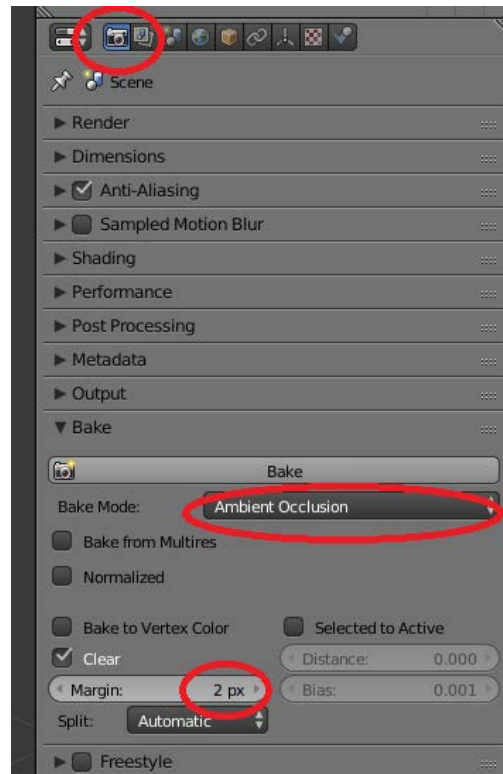 Scene
Render
Dimensions
Anti-Aliasing
Sampled Motion Blur
Shading
Performance
Post Processing
Metadata
Output
Bake
Bake
Bake Mode: Ambient Occlusion
Bake from Multires
Normalized
Bake to Vertex Color Selected to Active
Clear Distance: 0.000
Margin: 2 px Bias: 0.001
Split: Automatic
Freestyle